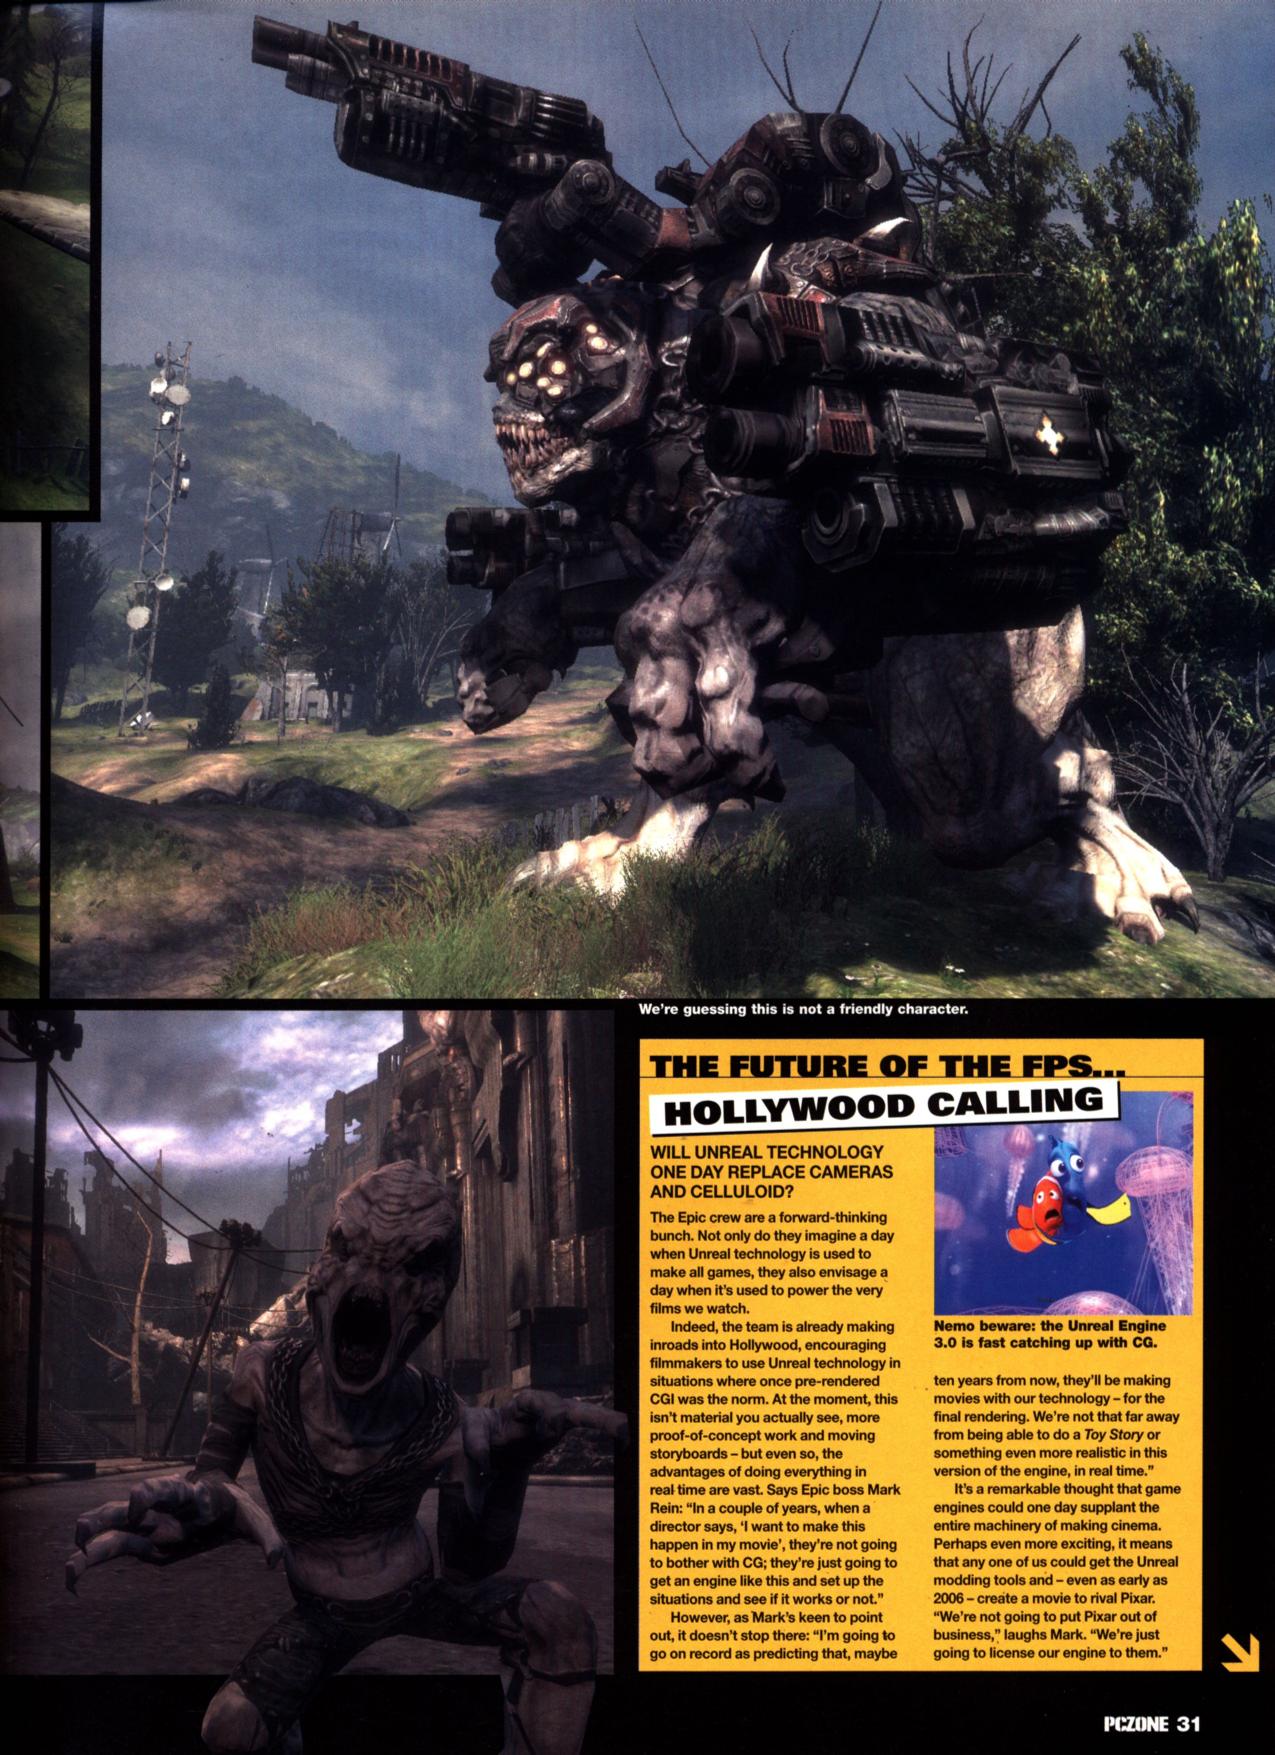 We're guessing this is not a friendly character.
THE FUTURE OF THE FPS...
HOLLYWOOD CALLING
WILL UNREAL TECHNOLOGY
ONE DAY REPLACE CAMERAS
AND CELLULOID?
The Epic crew are a forward-thinking
bunch. Not only do they imagine a day
when Unreal technology is used to
make all games, they also envisage a
day when it's used to power the very
films we watch.
Indeed, the team is already making
inroads into Hollywood, encouraging
filmmakers to use Unreal technology in
situations where once pre-rendered
CGI was the norm. At the moment, this
isn't material you actually see, more
proof-of-concept work and moving
storyboards – but even so, the
advantages of doing everything in
real time are vast. Says Epic boss Mark
Rein: "In a couple of years, when a
director says, 'I want to make this
happen in my movie', they're not going
to bother with CG; they're just going to
get an engine like this and set up the
situations and see if it works or not."
However, as Mark's keen to point
out, it doesn't stop there: "I'm going to
go on record as predicting that, maybe
Nemo beware: the Unreal Engine
3.0 is fast catching up with CG.
ten years from now, they'll be making
movies with our technology – for the
final rendering. We're not that far away
from being able to do a Toy Story or
something even more realistic in this
version of the engine, in real time."
It's a remarkable thought that game
engines could one day supplant the
entire machinery of making cinema.
Perhaps even more exciting, it means
that any one of us could get the Unreal
modding tools and – even as early as
2006 – create a movie to rival Pixar.
"We're not going to put Pixar out of
business," laughs Mark. "We're just
going to license our engine to them."
PCZONE 31